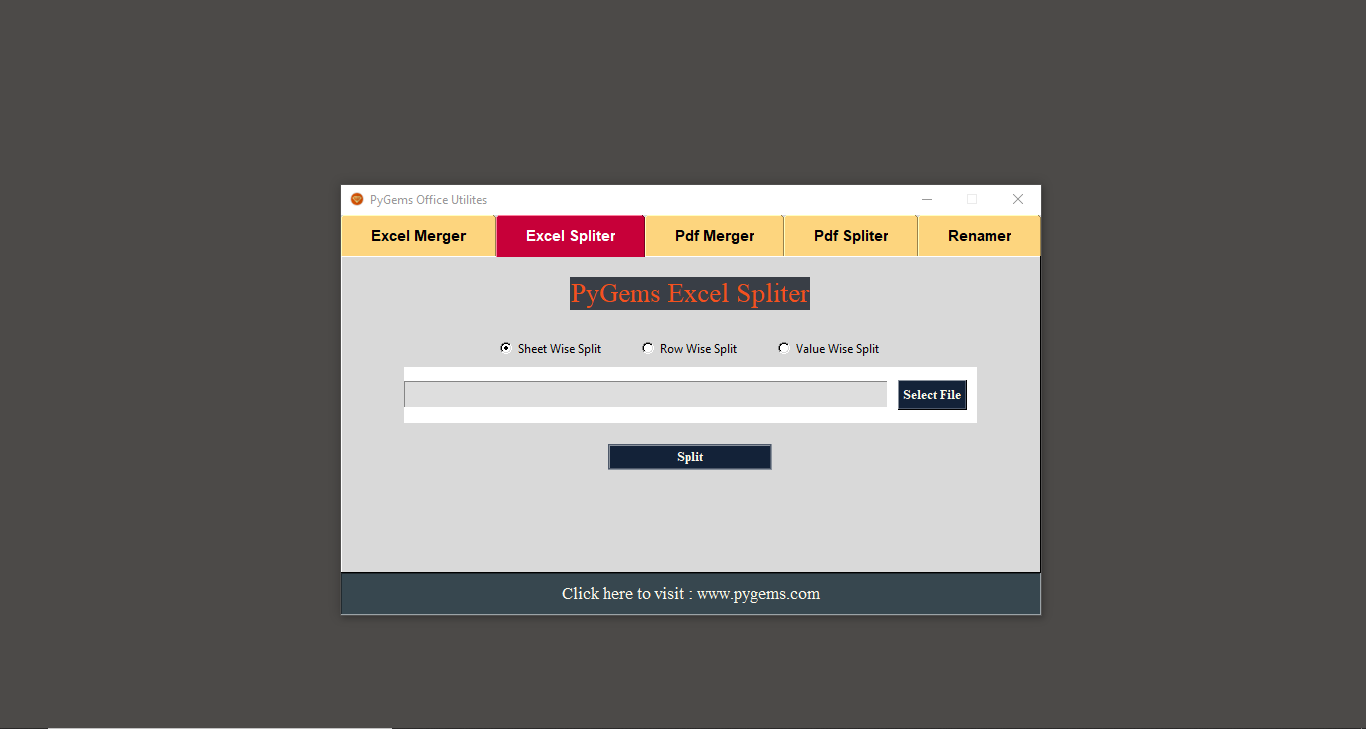 PyGems Office Utilites
Excel Merger Excel Spliter Pdf Merger Pdf Spliter Renamer
PyGems Excel Spliter
Sheet Wise Split Row Wise Split Value Wise Split
Select File
Split
Click here to visit : www.pygems.com